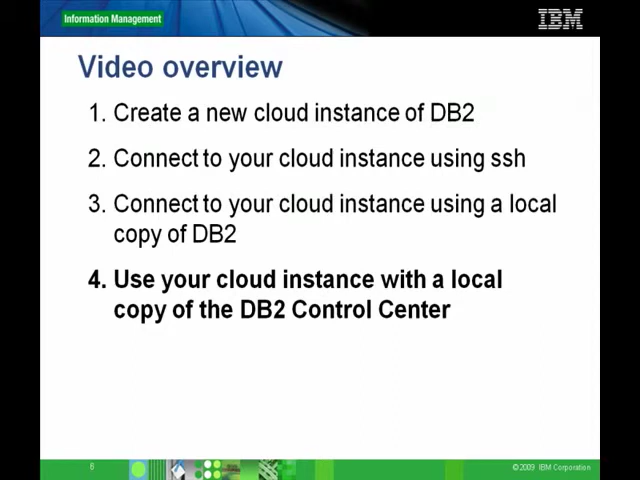 Information Management
IBM
Video overview
1. Create a new cloud instance of DB2
2. Connect to your cloud instance using ssh
3. Connect to your cloud instance using a local
copy of DB2
4. Use your cloud instance with a local
copy of the DB2 Control Center
6
© 2009 IBM Corporation